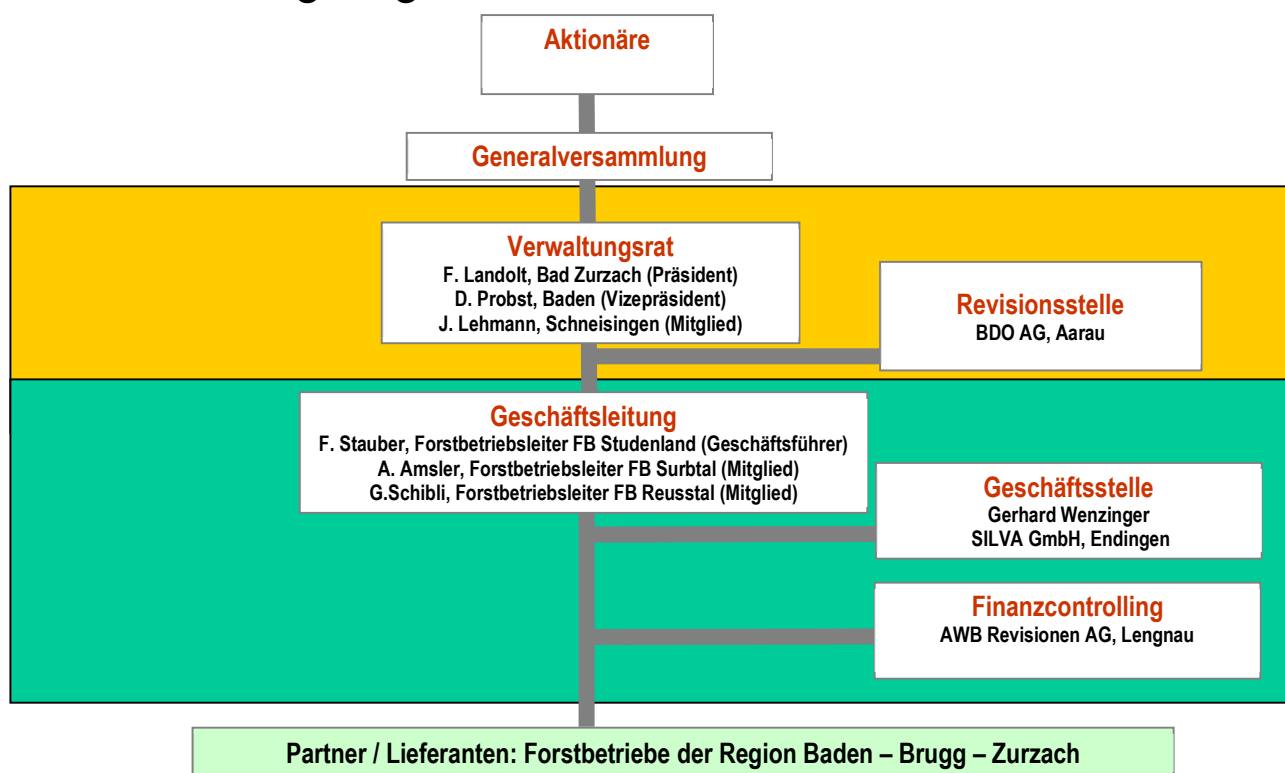 Aktionäre
Generalversammlung
Verwaltungsrat
F. Landolt, Bad Zurzach (Präsident)
D. Probst, Baden (Vizepräsident)
J. Lehmann, Schneisingen (Mitglied)
Revisionsstelle
BDO AG, Aarau
Geschäftsleitung
F. Stauber, Forstbetriebsleiter FB Studenland (Geschäftsführer)
A. Amsler, Forstbetriebsleiter FB Surbtal (Mitglied)
G.Schibli, Forstbetriebsleiter FB Reusstal (Mitglied)
Geschäftsstelle
Gerhard Wenzinger
SILVA GmbH, Endingen
Finanzcontrolling
AWB Revisionen AG, Lengnau
Partner / Lieferanten: Forstbetriebe der Region Baden – Brugg – Zurzach